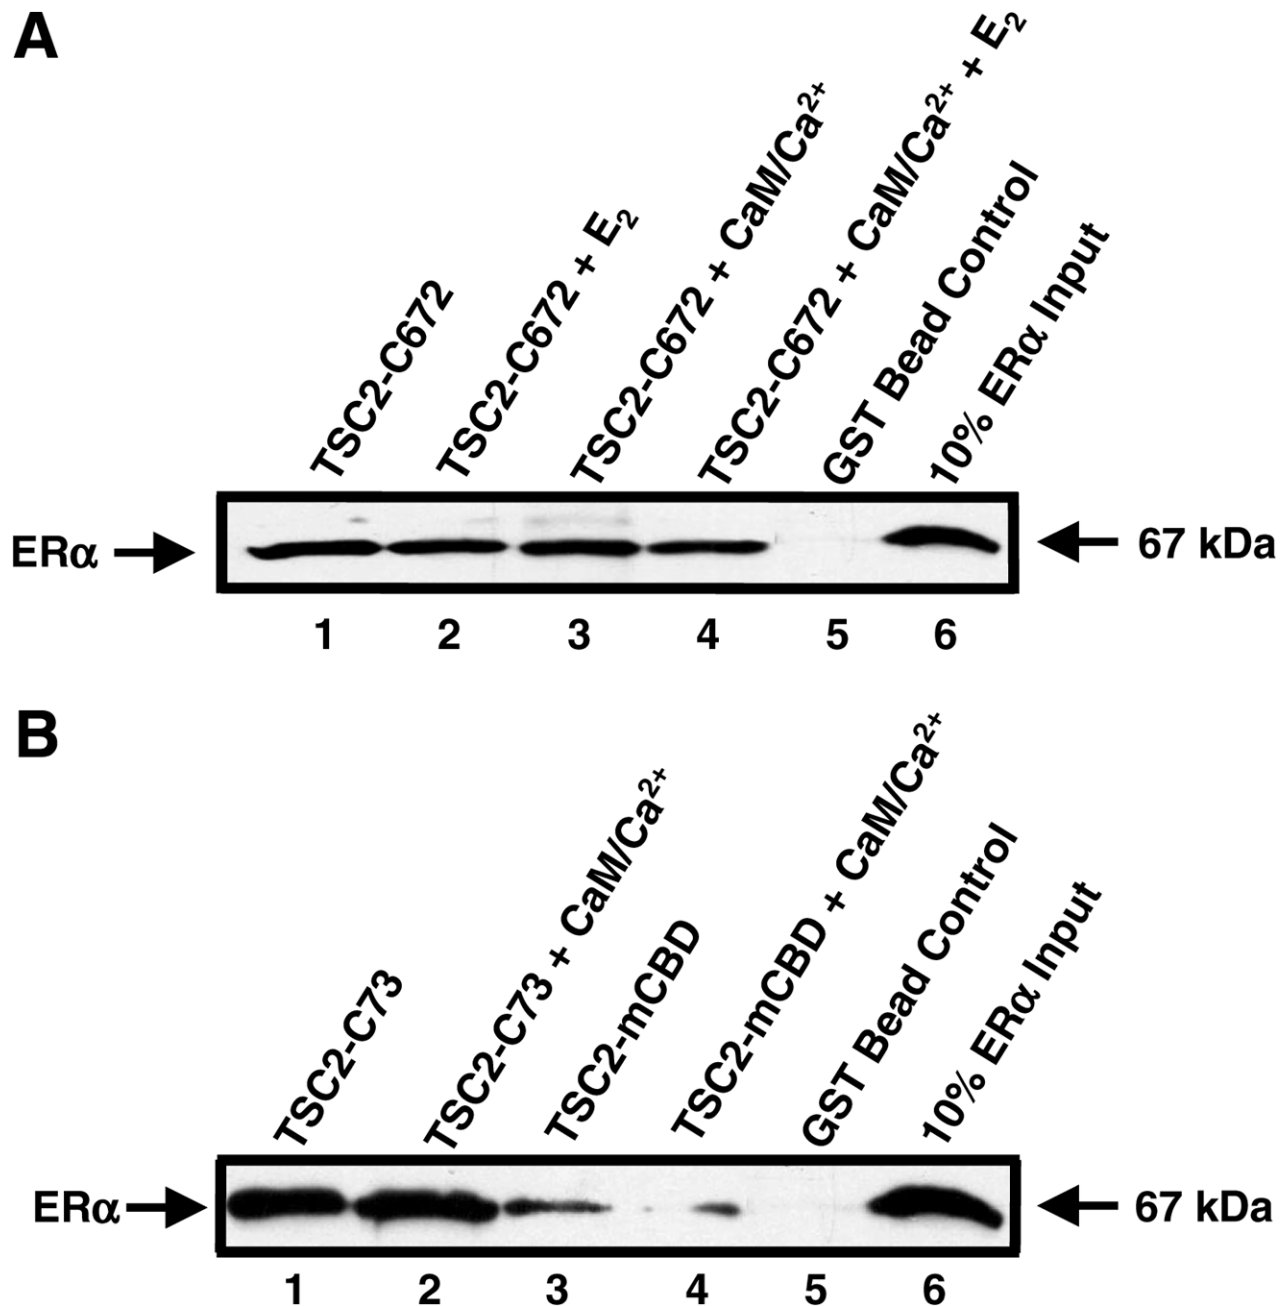 A
TSC2-C672
TSC2-C672 + E₂
TSC2-C672 + CaM/Ca²⁺
TSC2-C672 + CaM/Ca²⁺ + E₂
GST Bead Control
10% ERα Input
ERα
67 kDa
1 2 3 4 5 6
B
TSC2-C73
TSC2-C73 + CaM/Ca²⁺
TSC2-mCBD
TSC2-mCBD + CaM/Ca²⁺
GST Bead Control
10% ERα Input
ERα
67 kDa
1 2 3 4 5 6